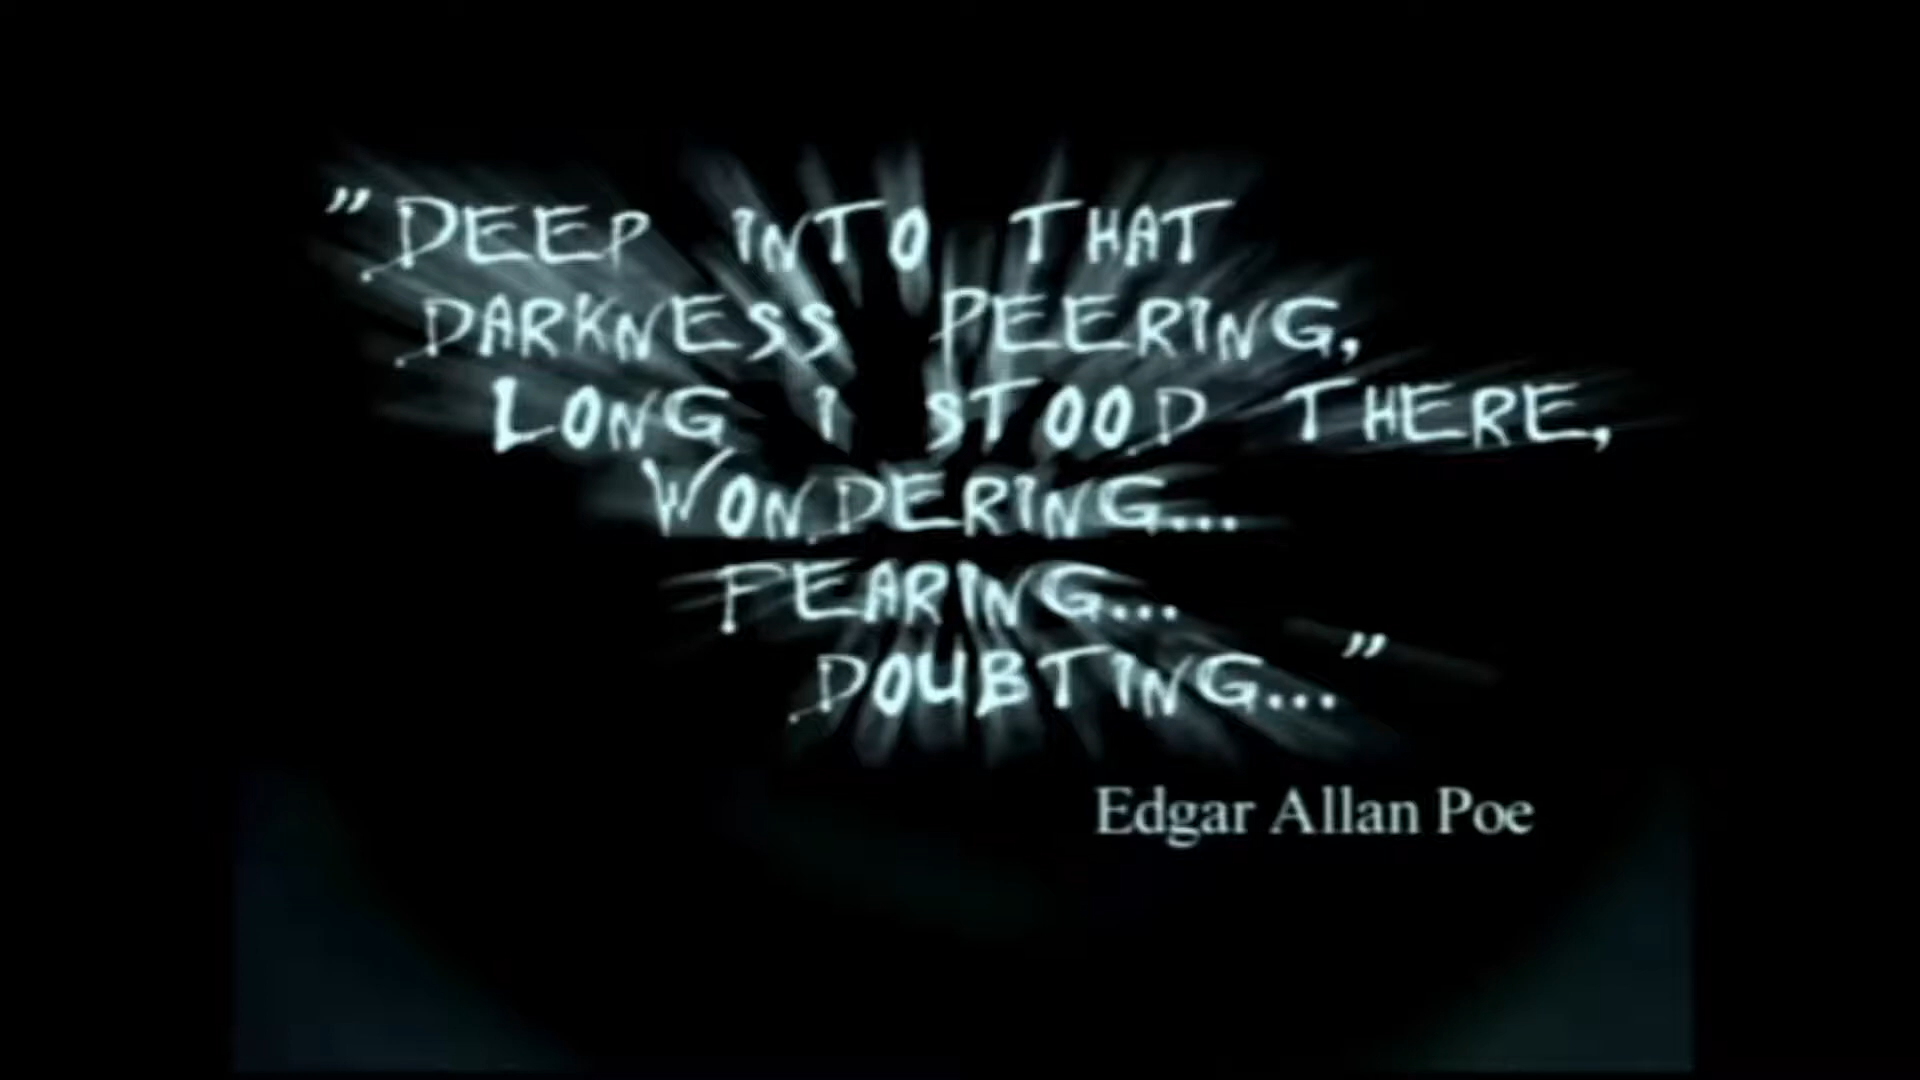 ”DEEP INTO THAT
DARKNESS PEERING,
LONG I STOOD THERE,
WONDERING...
FEARING...
DOUBTING...”
Edgar Allan Poe